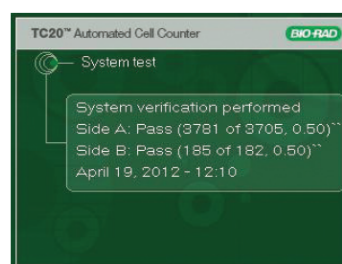 TC20™ Automated Cell Counter BIO-RAD
System test
System verification performed
Side A: Pass (3781 of 3705, 0.50)``
Side B: Pass (185 of 182, 0.50)``
April 19, 2012 - 12:10